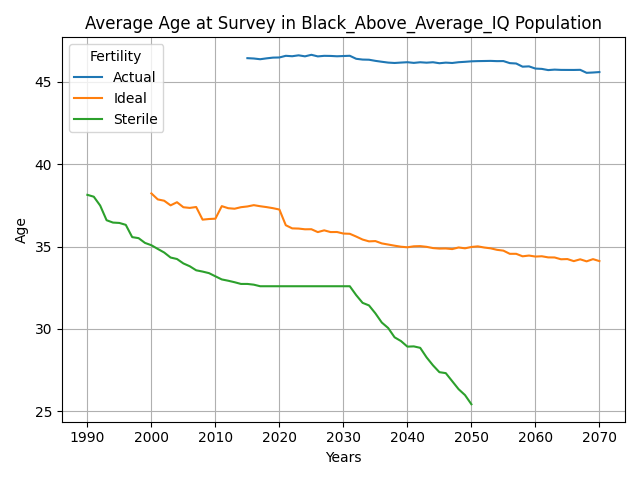 Average Age at Survey in Black_Above_Average_IQ Population
Fertility
Actual
Ideal
Sterile
Age
45
40
35
30
25
1990 2000 2010 2020 2030 2040 2050 2060 2070
Years